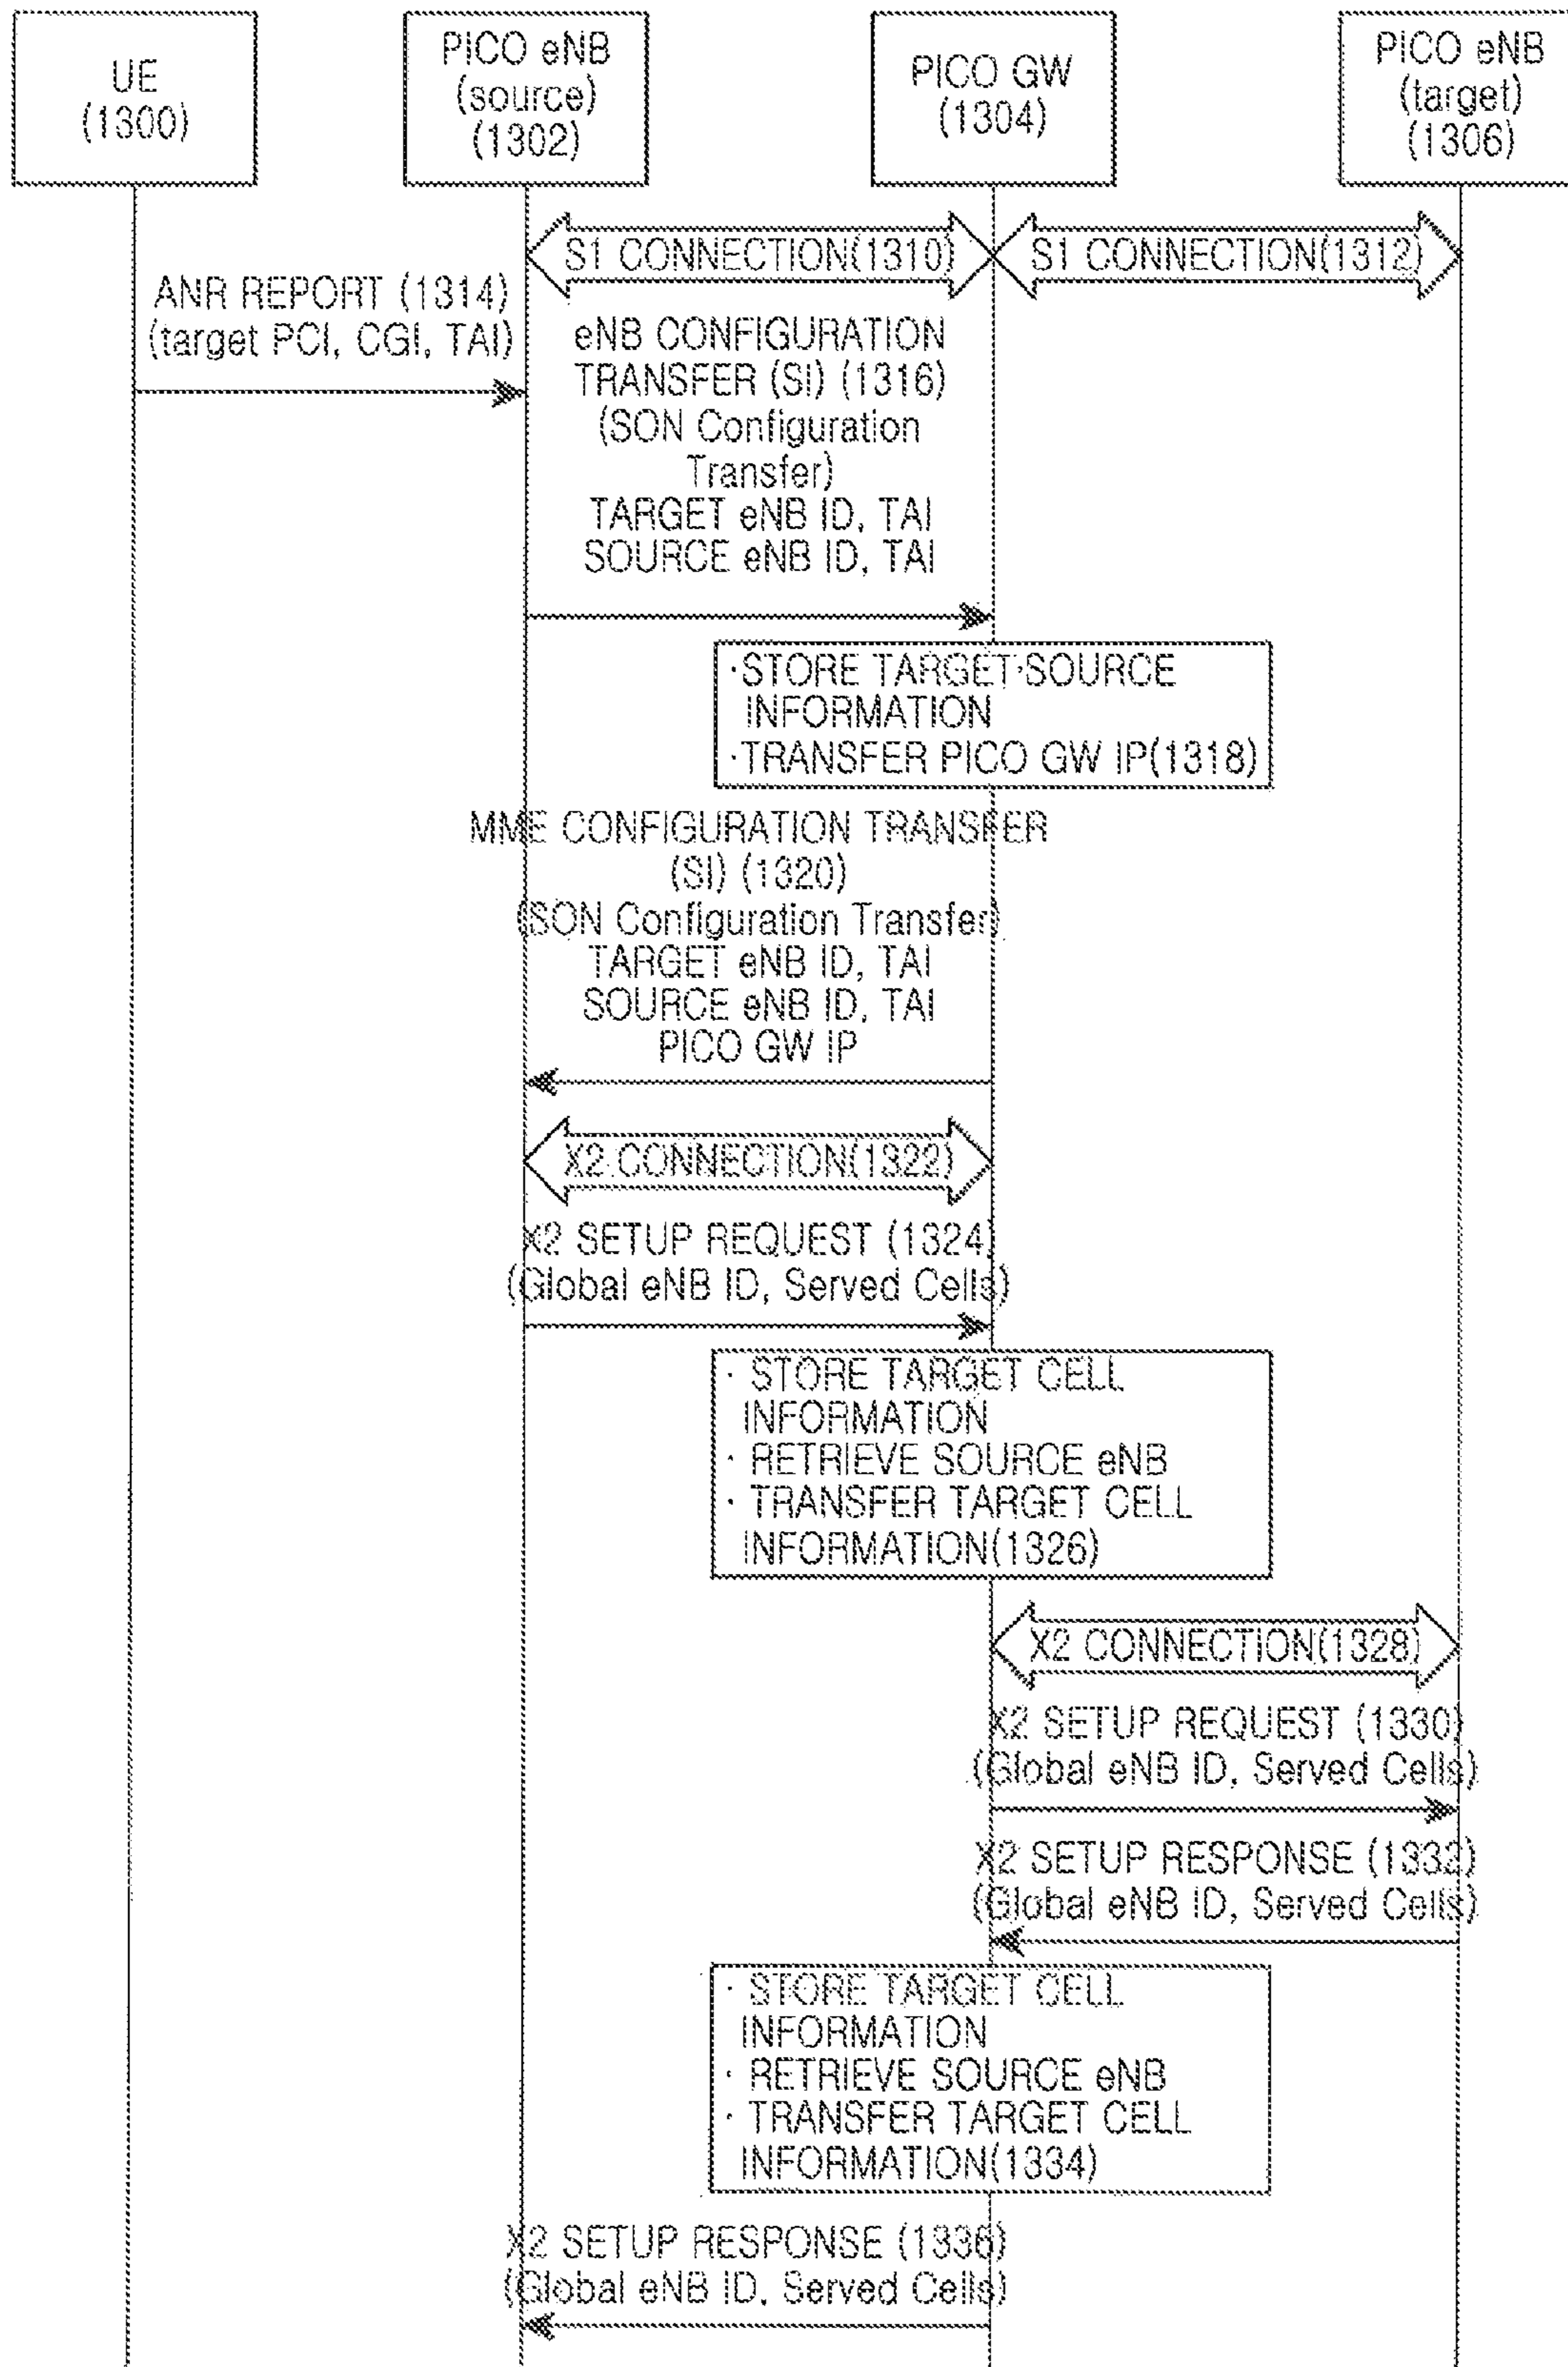 UE
(1300)
PICO eNB
(source)
(1302)
PICO GW
(1304)
PICO eNB
(target)
(1306)
S1 CONNECTION(1310)
S1 CONNECTION(1312)
ANR REPORT (1314)
(target PCI, CGI, TAI)
eNB CONFIGURATION
TRANSFER (SI) (1316)
(SON Configuration
Transfer)
TARGET eNB ID, TAI
SOURCE eNB ID, TAI
·STORE TARGET·SOURCE
INFORMATION
·TRANSFER PICO GW IP(1318)
MME CONFIGURATION TRANSFER
(SI) (1320)
(SON Configuration Transfer)
TARGET eNB ID, TAI
SOURCE eNB ID, TAI
PICO GW IP
X2 CONNECTION(1322)
X2 SETUP REQUEST (1324)
(Global eNB ID, Served Cells)
· STORE TARGET CELL
INFORMATION
· RETRIEVE SOURCE eNB
· TRANSFER TARGET CELL
INFORMATION(1326)
X2 CONNECTION(1328)
X2 SETUP REQUEST (1330)
(Global eNB ID, Served Cells)
X2 SETUP RESPONSE (1332)
(Global eNB ID, Served Cells)
· STORE TARGET CELL
INFORMATION
· RETRIEVE SOURCE eNB
· TRANSFER TARGET CELL
INFORMATION(1334)
X2 SETUP RESPONSE (1336)
(Global eNB ID, Served Cells)